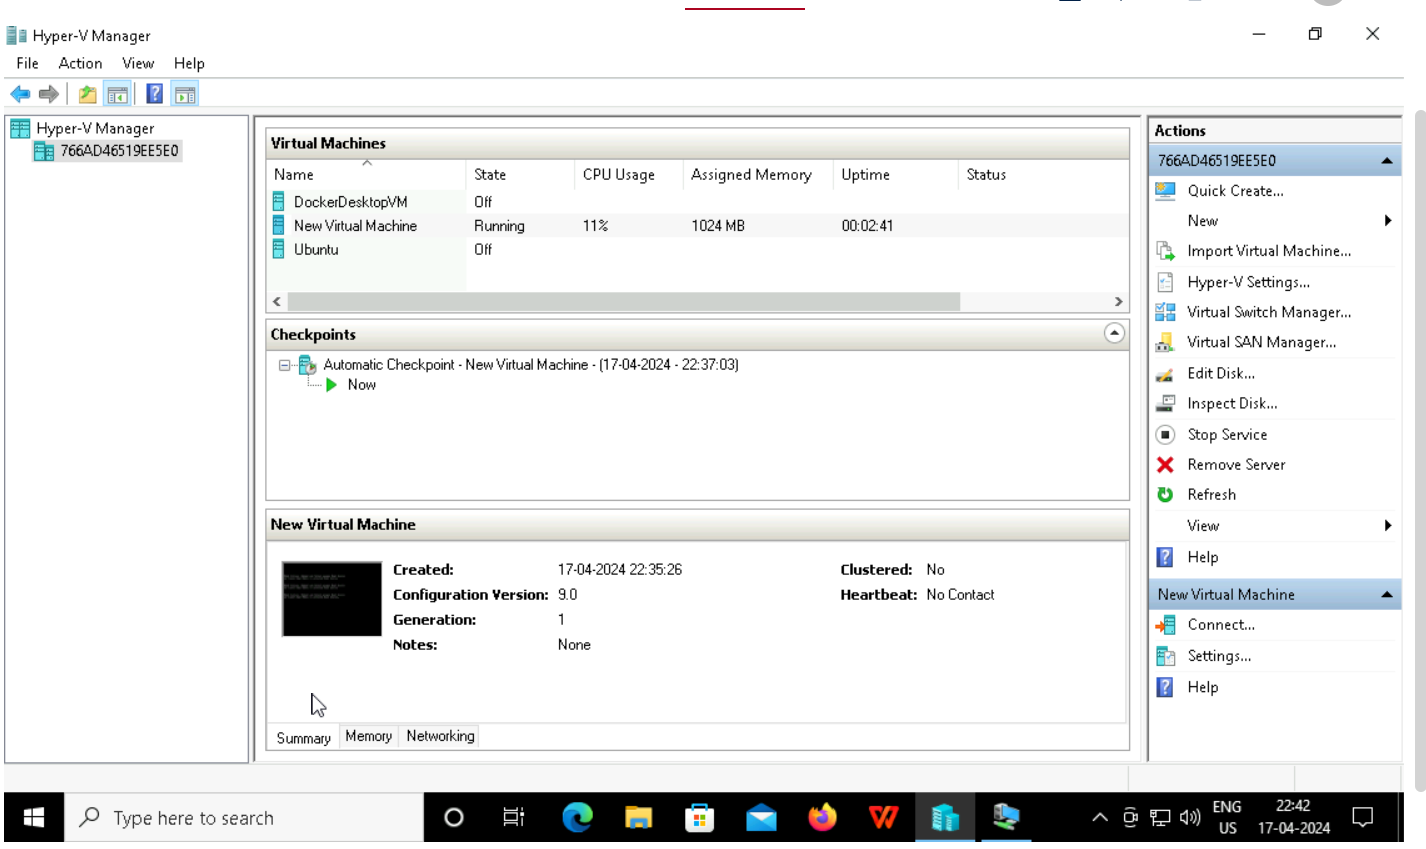 Hyper-V Manager
File Action View Help
Hyper-V Manager
766AD46519EE5E0
Virtual Machines
Name State CPU Usage Assigned Memory Uptime Status
DockerDesktopVM Off
New Virtual Machine Running 11% 1024 MB 00:02:41
Ubuntu Off
Checkpoints
Automatic Checkpoint - New Virtual Machine - (17-04-2024 - 22:37:03)
Now
New Virtual Machine
Created: 17-04-2024 22:35:26 Clustered: No
Configuration Version: 9.0 Heartbeat: No Contact
Generation: 1
Notes: None
Summary Memory Networking
Actions
766AD46519EE5E0
Quick Create...
New
Import Virtual Machine...
Hyper-V Settings...
Virtual Switch Manager...
Virtual SAN Manager...
Edit Disk...
Inspect Disk...
Stop Service
Remove Server
Refresh
View
Help
New Virtual Machine
Connect...
Settings...
Help
Type here to search
ENG 22:42
US 17-04-2024